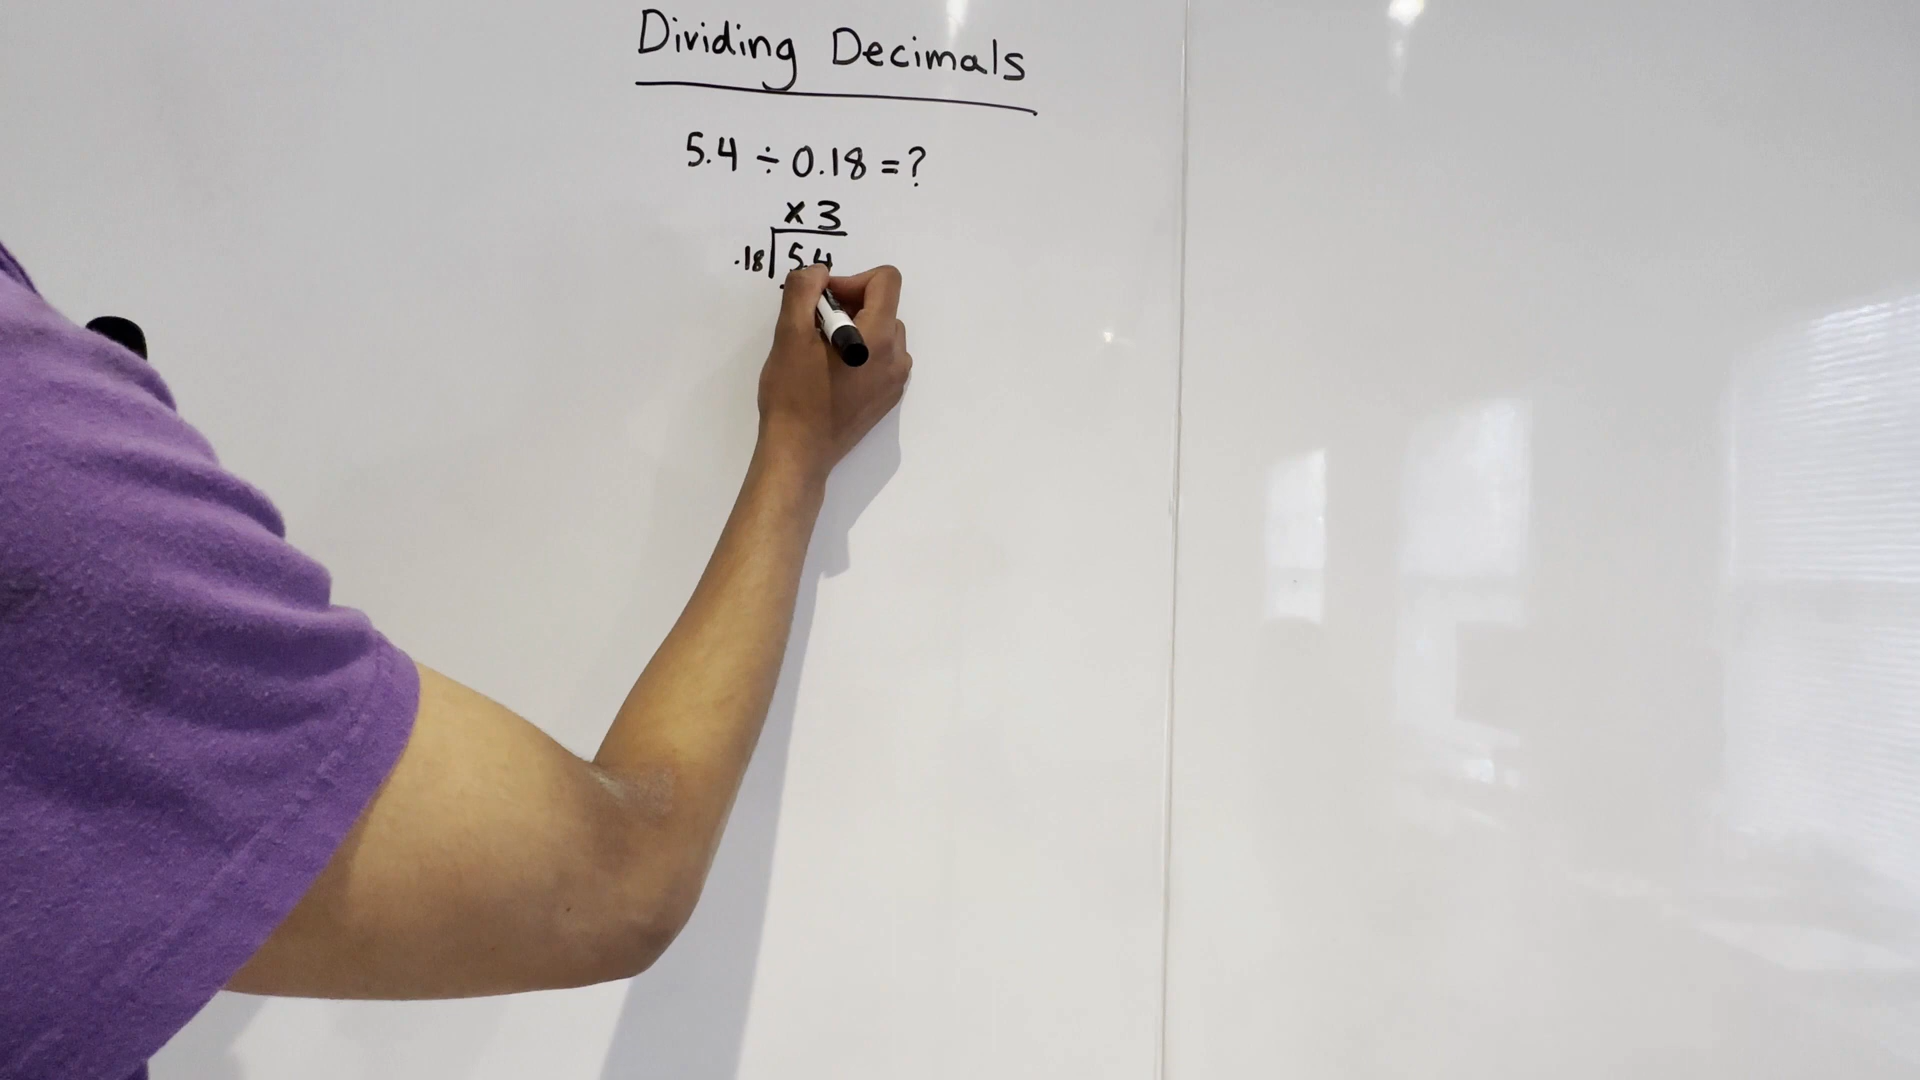 Dividing Decimals
5.4 ÷ 0.18 = ?
x 3
.18 5.4